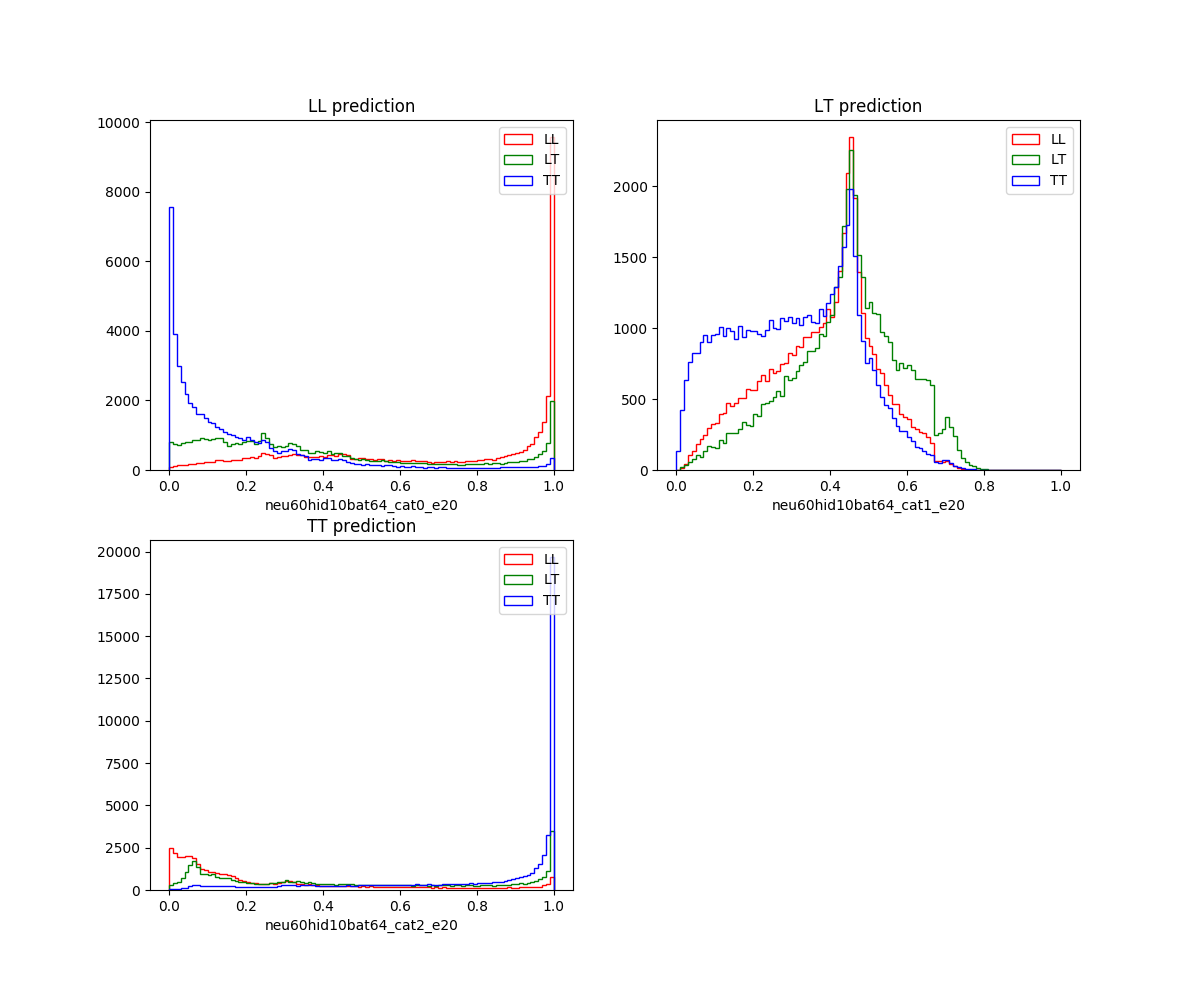 LL prediction
10000
8000
6000
4000
2000
0
LL
LT
TT
0.0 0.2 0.4 0.6 0.8 1.0
neu60hid10bat64_cat0_e20
LT prediction
2000
1500
1000
500
0
LL
LT
TT
0.0 0.2 0.4 0.6 0.8 1.0
neu60hid10bat64_cat1_e20
TT prediction
20000
17500
15000
12500
10000
7500
5000
2500
0
LL
LT
TT
0.0 0.2 0.4 0.6 0.8 1.0
neu60hid10bat64_cat2_e20